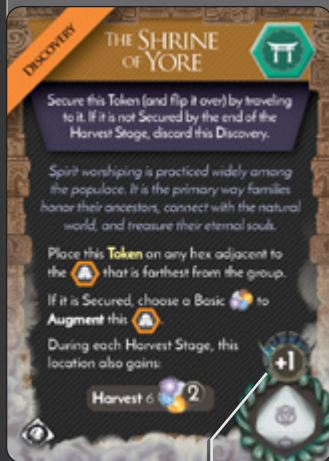 DISCOVERY
THE SHRINE
OF YORE
Secure this Token (and flip it over) by traveling
to it. If it is not Secured by the end of the
Harvest Stage, discard this Discovery.
Spirit worshiping is practiced widely among
the populace. It is the primary way families
honor their ancestors, connect with the natural
world, and treasure their eternal souls.
Place this Token on any hex adjacent to
the that is farthest from the group.
If it is Secured, choose a Basic to
Augment this .
During each Harvest Stage, this
location also gains:
+1
Harvest 6 2